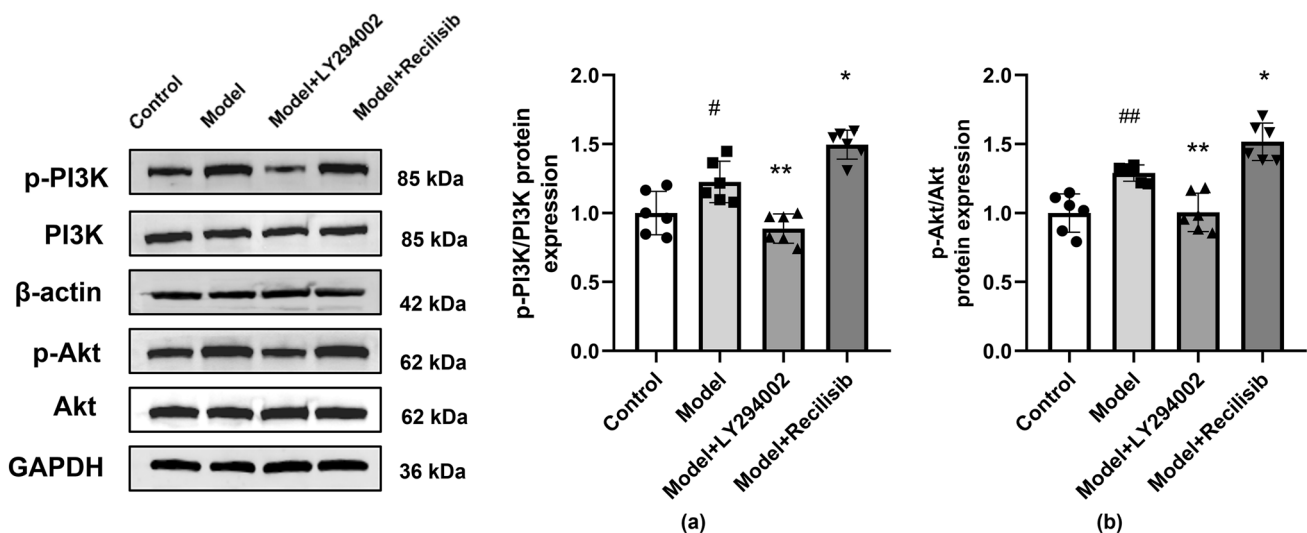 Control
Model
Model+LY294002
Model+Recilisib
p-PI3K
85 kDa
PI3K
85 kDa
β-actin
42 kDa
p-Akt
62 kDa
Akt
62 kDa
GAPDH
36 kDa
p-PI3K/PI3K protein
expression
2.0
1.5
1.0
0.5
0.0
#
**
*
Control
Model
Model+LY294002
Model+Recilisib
(a)
p-Akt/Akt
protein expression
2.0
1.5
1.0
0.5
0.0
##
**
*
Control
Model
Model+LY294002
Model+Recilisib
(b)